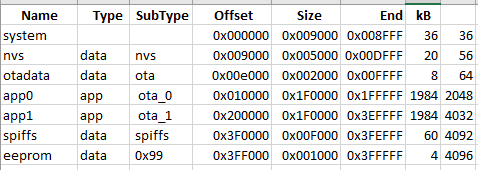 Name Type SubType Offset Size End kB
system 0x000000 0x009000 0x008FFF 36 36
nvs data nvs 0x009000 0x005000 0x00DFFF 20 56
otadata data ota 0x00e000 0x002000 0x00FFFF 8 64
app0 app ota_0 0x010000 0x1F0000 0x1FFFFF 1984 2048
app1 app ota_1 0x200000 0x1F0000 0x3EFFFF 1984 4032
spiffs data spiffs 0x3F0000 0x00F000 0x3FEFFF 60 4092
eeprom data 0x99 0x3FF000 0x001000 0x3FFFFF 4 4096